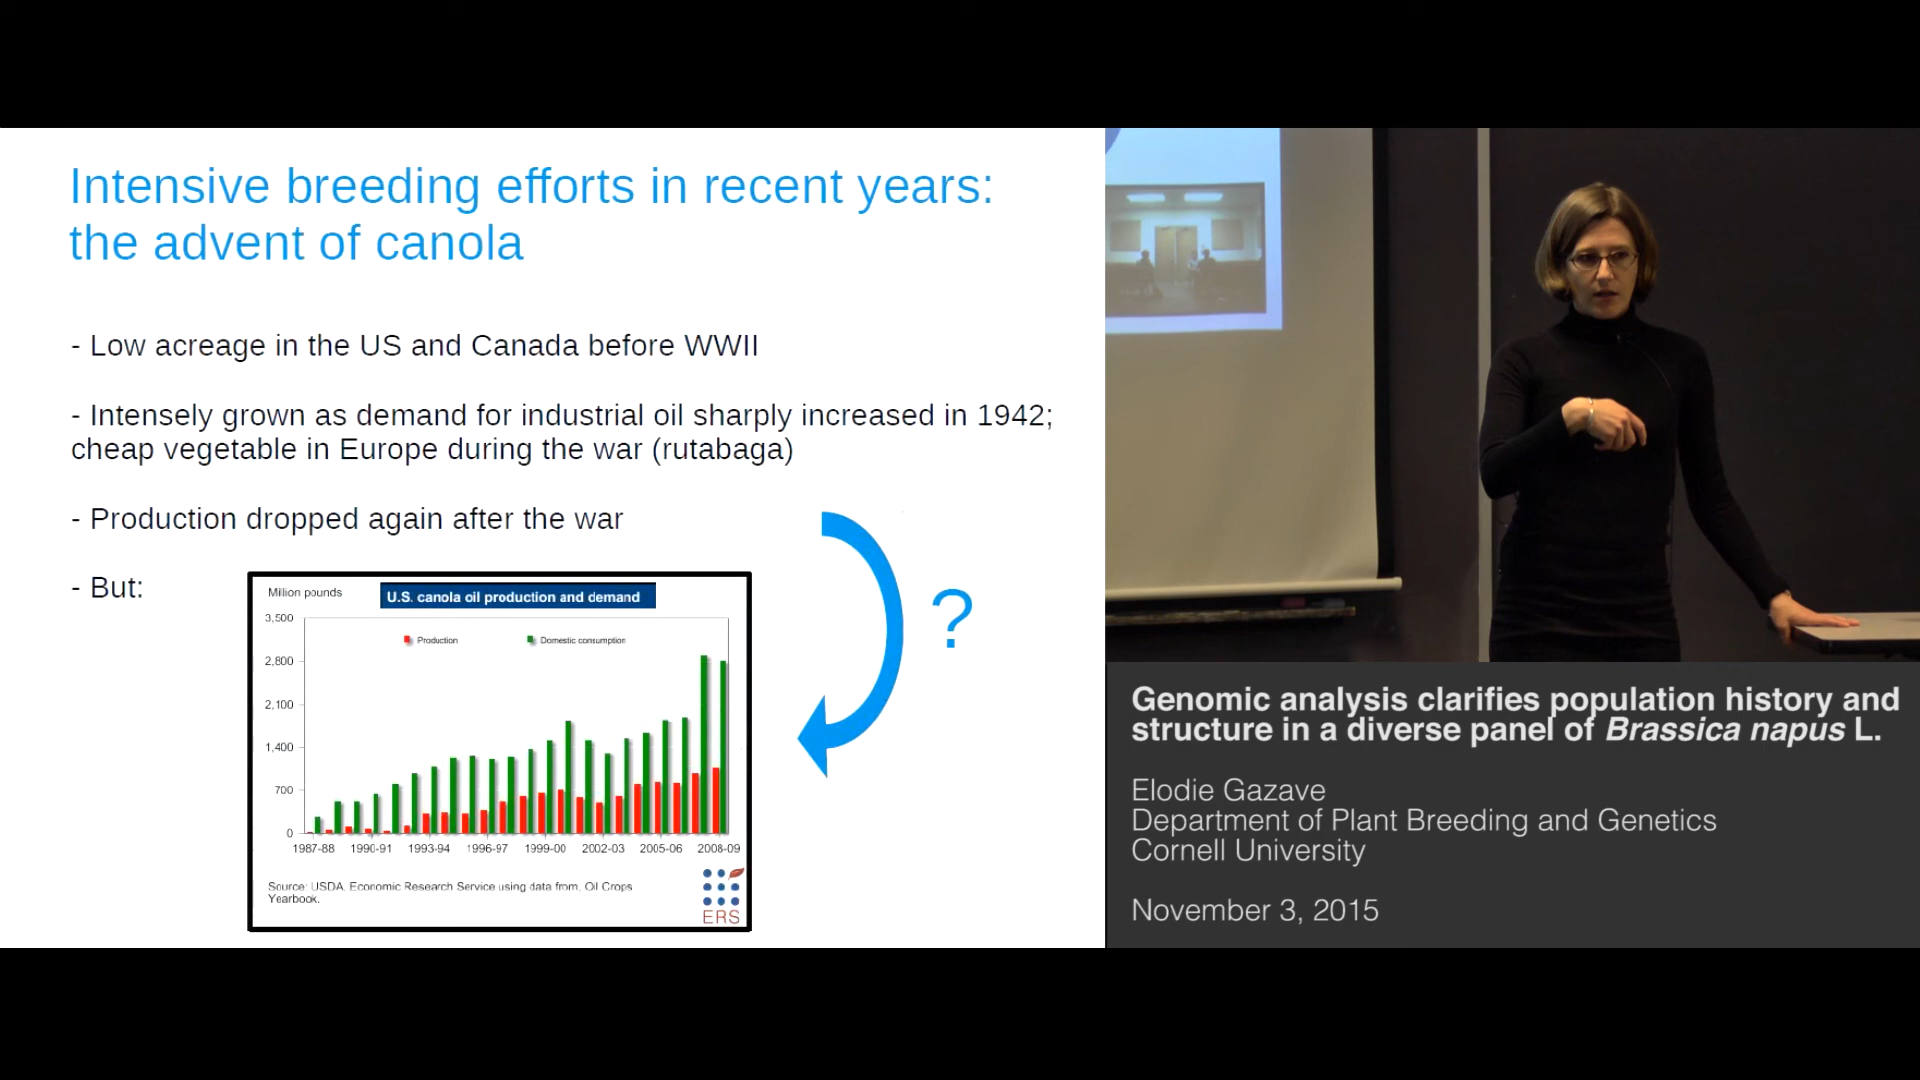 Intensive breeding efforts in recent years:
the advent of canola
- Low acreage in the US and Canada before WWII
- Intensely grown as demand for industrial oil sharply increased in 1942;
cheap vegetable in Europe during the war (rutabaga)
- Production dropped again after the war
- But:
Million pounds
U.S. canola oil production and demand
Production
Domestic consumption
3,500
2,800
2,100
1,400
700
0
1987-88 1990-91 1993-94 1996-97 1999-00 2002-03 2005-06 2008-09
Source: USDA, Economic Research Service using data from, Oil Crops
Yearbook.
ERS
?
Genomic analysis clarifies population history and
structure in a diverse panel of Brassica napus L.
Elodie Gazave
Department of Plant Breeding and Genetics
Cornell University
November 3, 2015